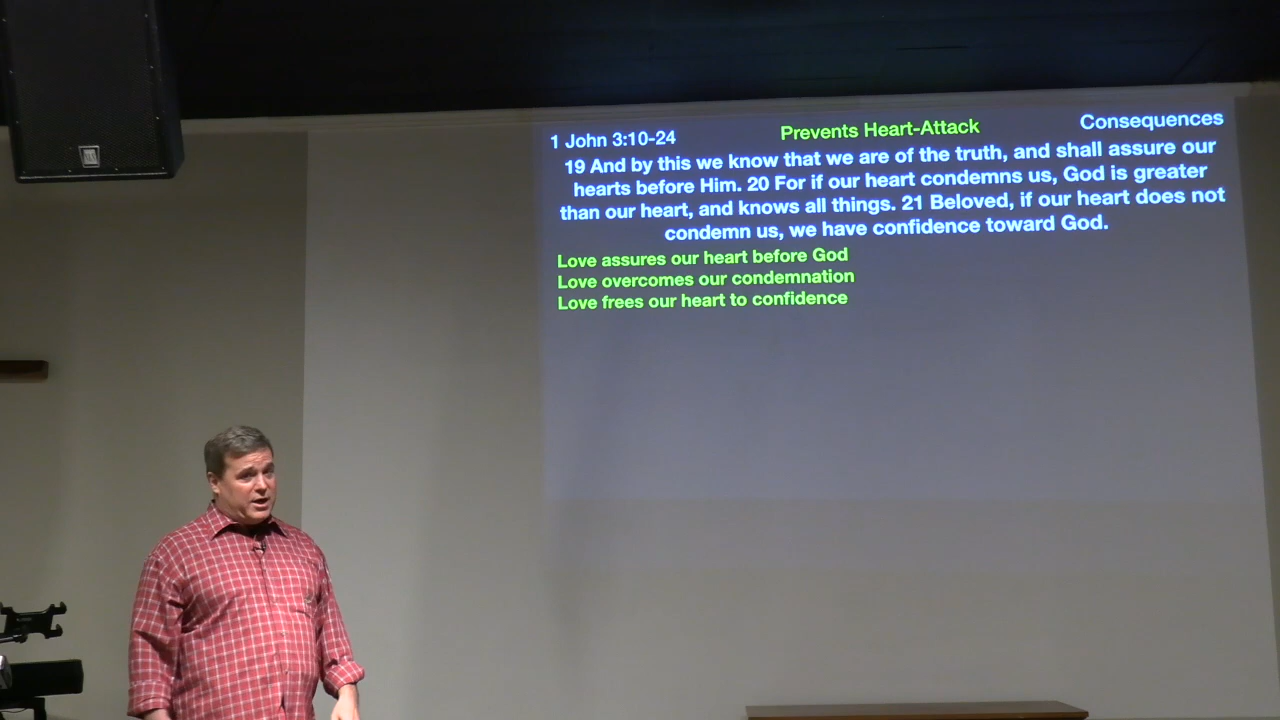 1 John 3:10-24 Prevents Heart-Attack Consequences
19 And by this we know that we are of the truth, and shall assure our
hearts before Him. 20 For if our heart condemns us, God is greater
than our heart, and knows all things. 21 Beloved, if our heart does not
condemn us, we have confidence toward God.
Love assures our heart before God
Love overcomes our condemnation
Love frees our heart to confidence